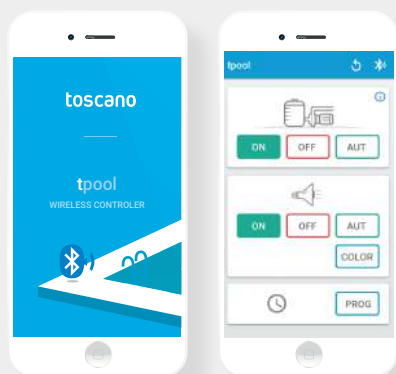 toscano
tpool
WIRELESS CONTROLER
tpool
ON OFF AUT
ON OFF AUT
COLOR
PROG